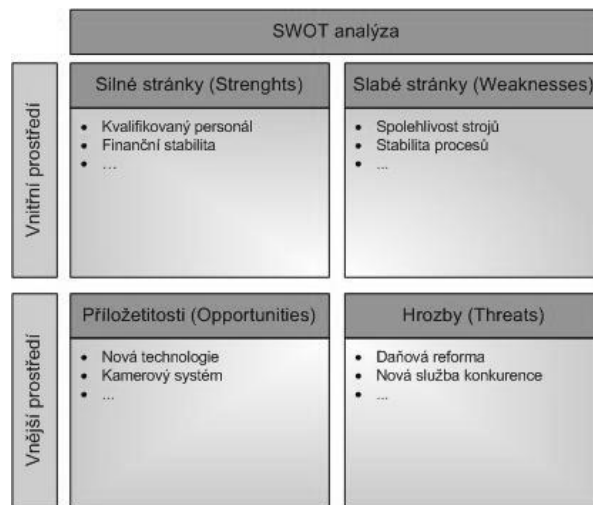 SWOT analýza
Vnitřní prostředí
Silné stránky (Strenghts)
• Kvalifikovaný personál
• Finanční stabilita
• ...
Slabé stránky (Weaknesses)
• Spolehlivost strojů
• Stabilita procesů
• ...
Vnější prostředí
Příložetitosti (Opportunities)
• Nová technologie
• Kamerový systém
• ...
Hrozby (Threats)
• Daňová reforma
• Nová služba konkurence
• ...